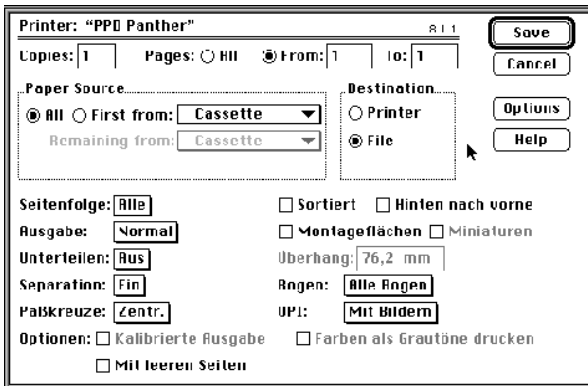 Printer: “PPD Panther” 8.1.1 Save
Copies: 1 Pages: All From: 1 To: 1 Cancel
Paper Source Destination
All First from: Cassette Printer Options
Remaining from: Cassette File Help
Seitenfolge: Alle Sortiert Hinten nach vorne
Ausgabe: Normal Montageflächen Miniaturen
Unterteilen: Aus Überhang: 76,2 mm
Separation: Ein Bogen: Alle Bogen
Paßkreuze: Zentr. OPI: Mit Bildern
Optionen: Kalibrierte Ausgabe Farben als Grautöne drucken
Mit leeren Seiten